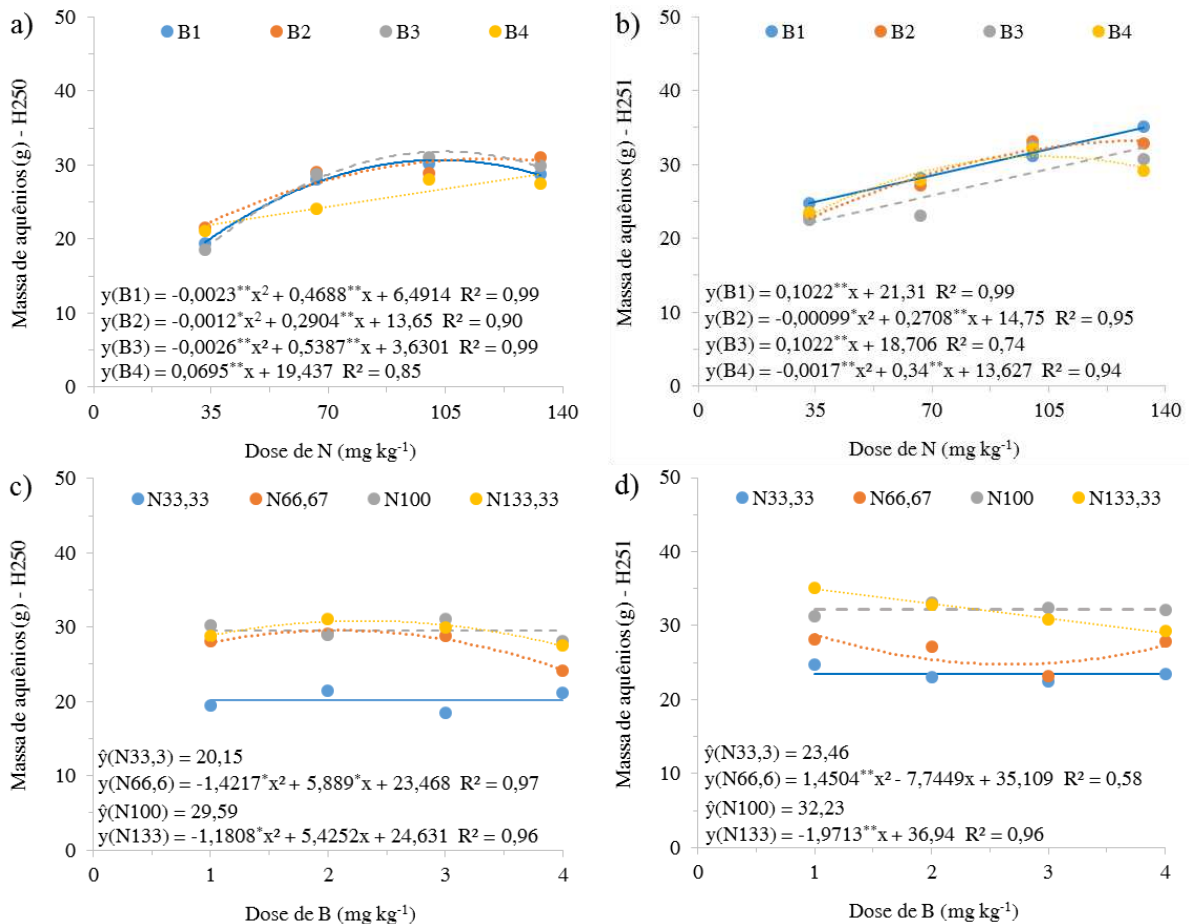 a)
B1 B2 B3 B4
Massa de aquênios (g) - H250
50
40
30
20
10
0
y(B1) = -0,0023**x² + 0,4688**x + 6,4914 R² = 0,99
y(B2) = -0,0012*x² + 0,2904**x + 13,65 R² = 0,90
y(B3) = -0,0026**x² + 0,5387**x + 3,6301 R² = 0,99
y(B4) = 0,0695**x + 19,437 R² = 0,85
0 35 70 105 140
Dose de N (mg kg⁻¹)
b)
B1 B2 B3 B4
Massa de aquênios (g) - H251
50
40
30
20
10
0
y(B1) = 0,1022**x + 21,31 R² = 0,99
y(B2) = -0,00099*x² + 0,2708**x + 14,75 R² = 0,95
y(B3) = 0,1022**x + 18,706 R² = 0,74
y(B4) = -0,0017**x² + 0,34**x + 13,627 R² = 0,94
0 35 70 105 140
Dose de N (mg kg⁻¹)
c)
N33,33 N66,67 N100 N133,33
Massa de aquênios (g) - H250
50
40
30
20
10
0
ŷ(N33,3) = 20,15
y(N66,6) = -1,4217*x² + 5,889*x + 23,468 R² = 0,97
ŷ(N100) = 29,59
y(N133) = -1,1808*x² + 5,4252x + 24,631 R² = 0,96
0 1 2 3 4
Dose de B (mg kg⁻¹)
d)
N33,33 N66,67 N100 N133,33
Massa de aquênios (g) - H251
50
40
30
20
10
0
ŷ(N33,3) = 23,46
y(N66,6) = 1,4504**x² - 7,7449x + 35,109 R² = 0,58
ŷ(N100) = 32,23
y(N133) = -1,9713**x + 36,94 R² = 0,96
0 1 2 3 4
Dose de B (mg kg⁻¹)